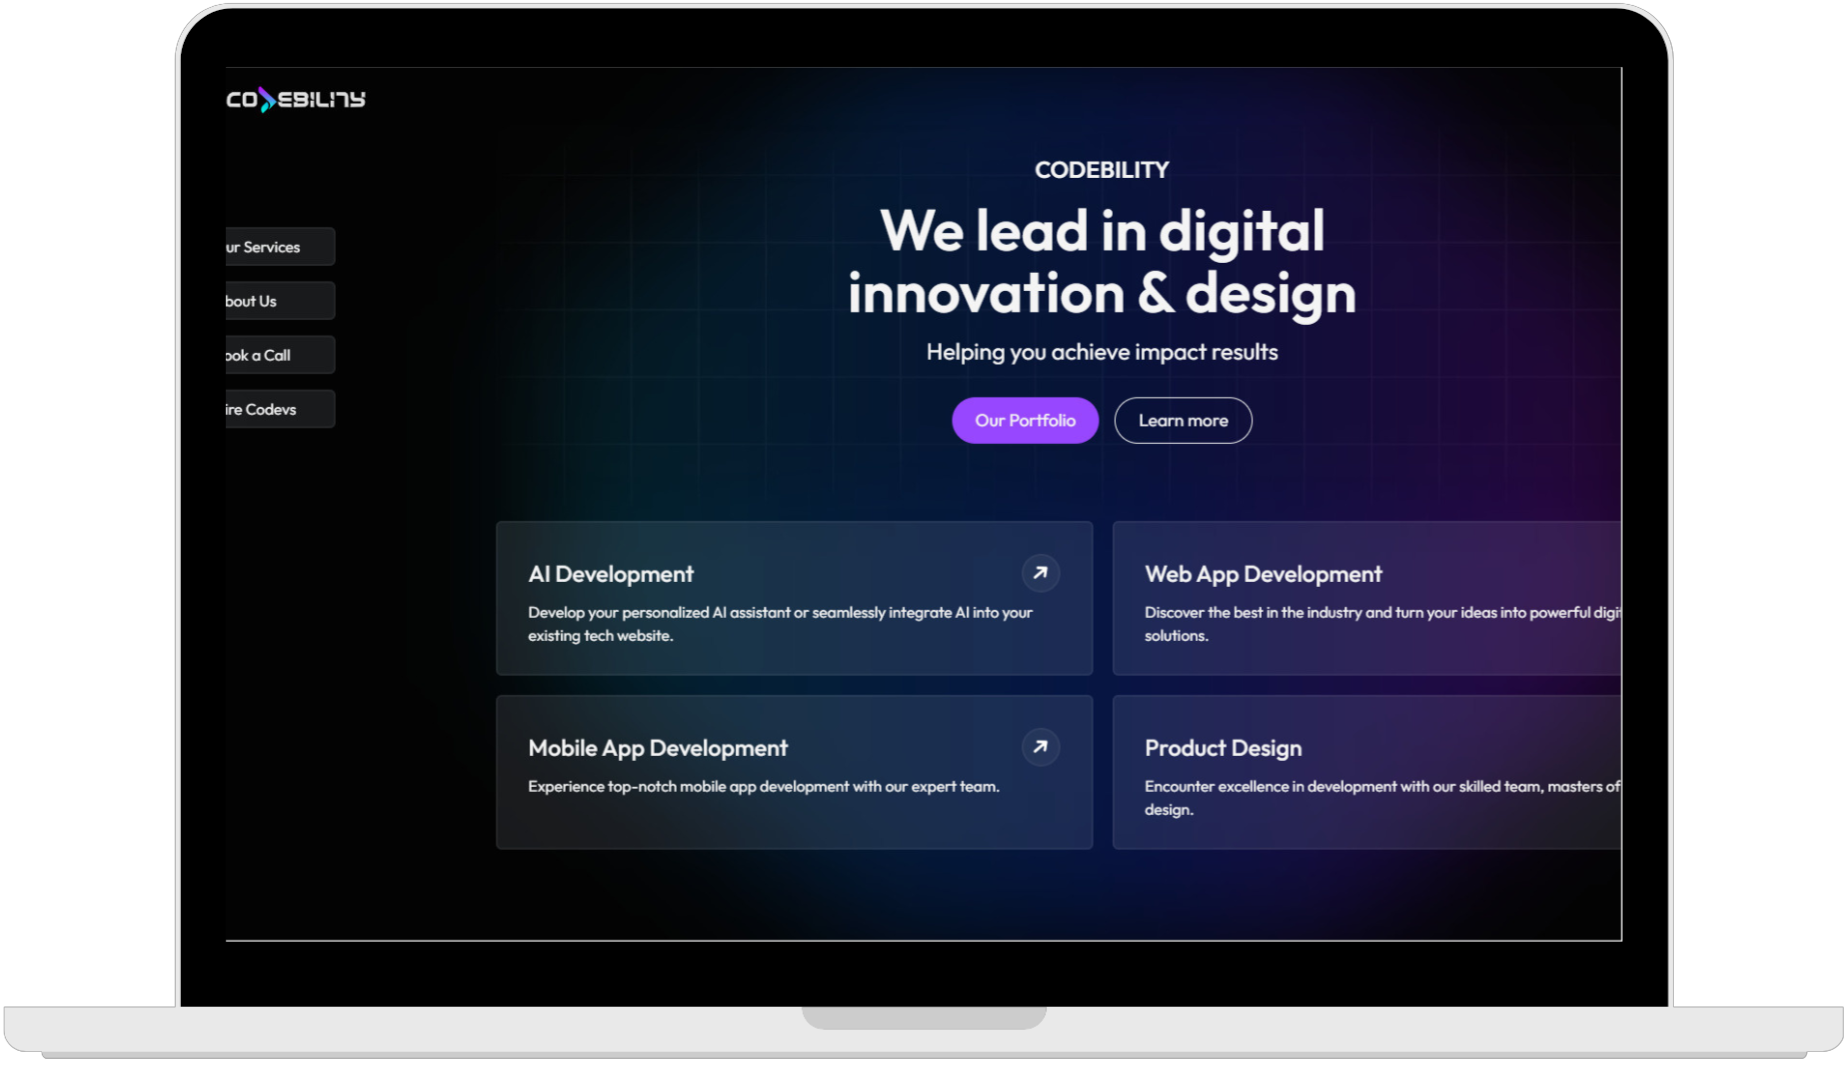 CODEBILITY
CODEBILITY
We lead in digital
innovation & design
Helping you achieve impact results
Our Portfolio
Learn more
ur Services
bout Us
ook a Call
ire Codevs
AI Development
Develop your personalized AI assistant or seamlessly integrate AI into your
existing tech website.
Web App Development
Discover the best in the industry and turn your ideas into powerful digi
solutions.
Mobile App Development
Experience top-notch mobile app development with our expert team.
Product Design
Encounter excellence in development with our skilled team, masters of
design.